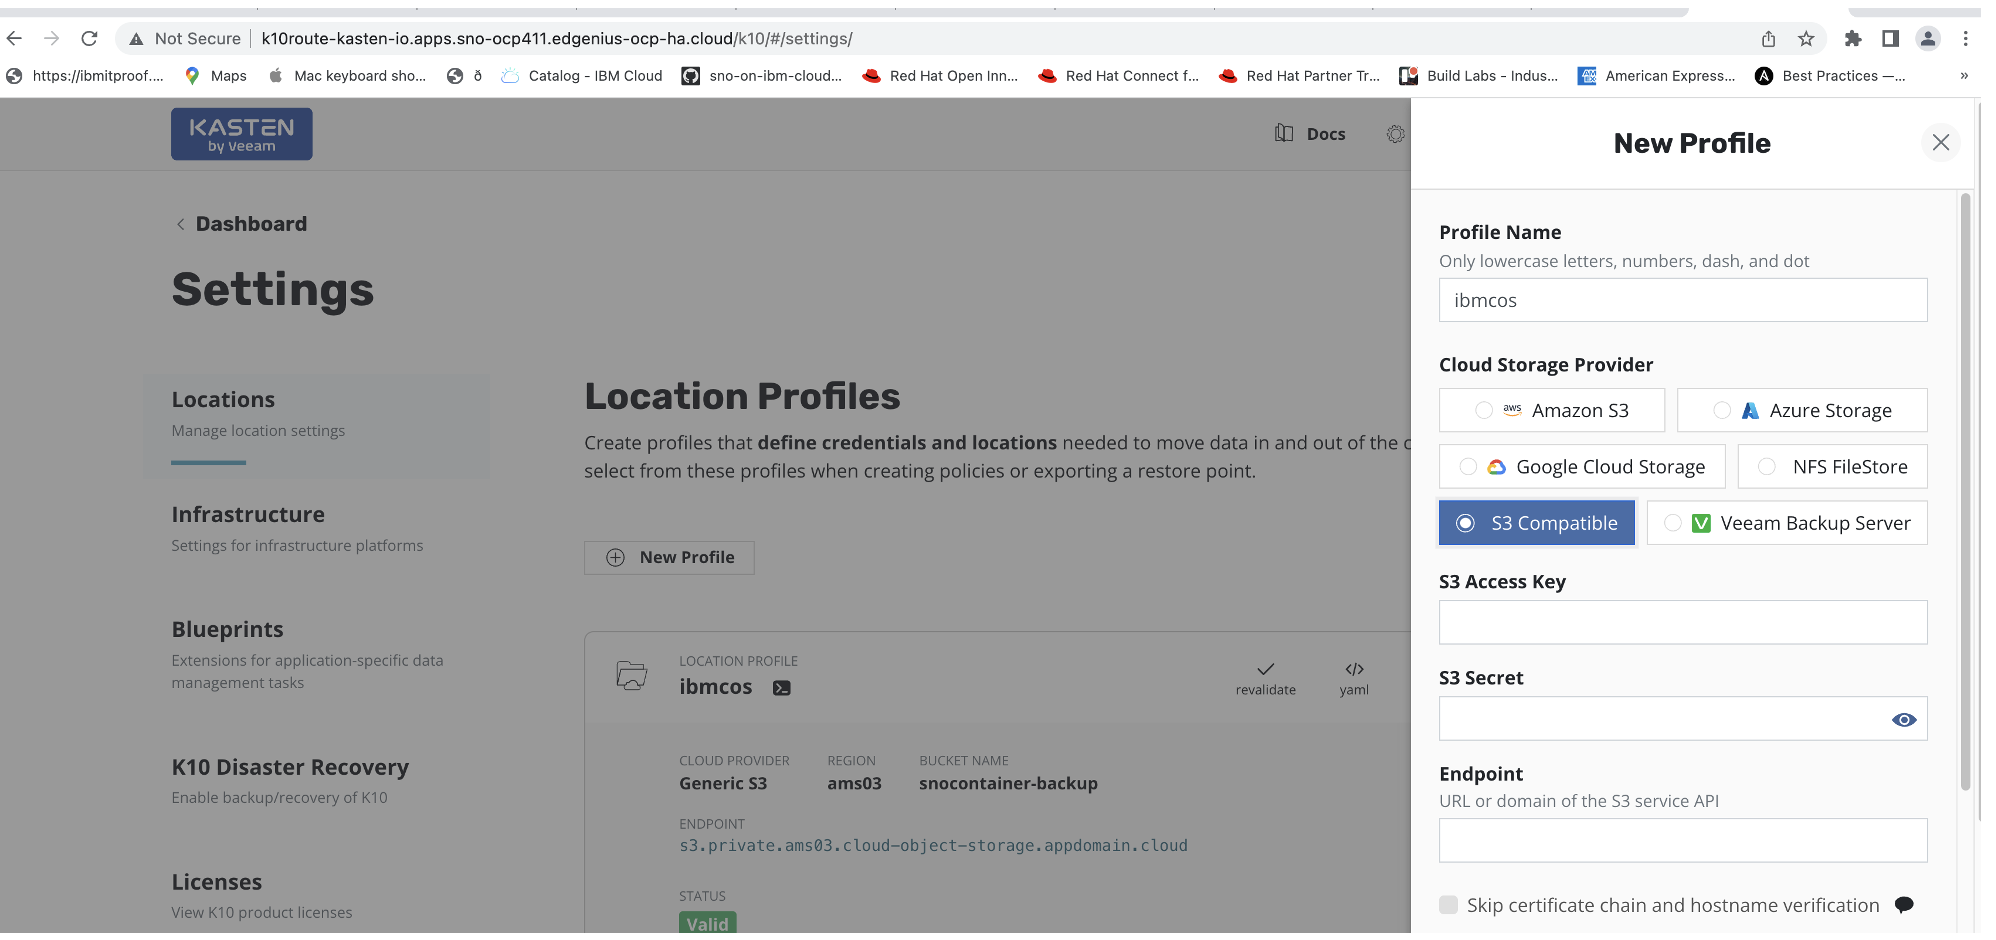 Not Secure k10route-kasten-io.apps.sno-ocp411.edgenius-ocp-ha.cloud/k10/#/settings/
https://ibmitproof.... Maps Mac keyboard sho... ð Catalog - IBM Cloud sno-on-ibm-cloud... Red Hat Open Inn... Red Hat Connect f... Red Hat Partner Tr... Build Labs - Indus... American Express... Best Practices —... »
KASTEN
by Veeam
Docs
Dashboard
Settings
Locations
Manage location settings
Infrastructure
Settings for infrastructure platforms
Blueprints
Extensions for application-specific data
management tasks
K10 Disaster Recovery
Enable backup/recovery of K10
Licenses
View K10 product licenses
Location Profiles
Create profiles that define credentials and locations needed to move data in and out of the c
select from these profiles when creating policies or exporting a restore point.
New Profile
LOCATION PROFILE
ibmcos
revalidate
yaml
CLOUD PROVIDER REGION BUCKET NAME
Generic S3 ams03 snocontainer-backup
ENDPOINT
s3.private.ams03.cloud-object-storage.appdomain.cloud
STATUS
Valid
New Profile
Profile Name
Only lowercase letters, numbers, dash, and dot
ibmcos
Cloud Storage Provider
aws Amazon S3 Azure Storage
Google Cloud Storage NFS FileStore
S3 Compatible Veeam Backup Server
S3 Access Key
S3 Secret
Endpoint
URL or domain of the S3 service API
Skip certificate chain and hostname verification